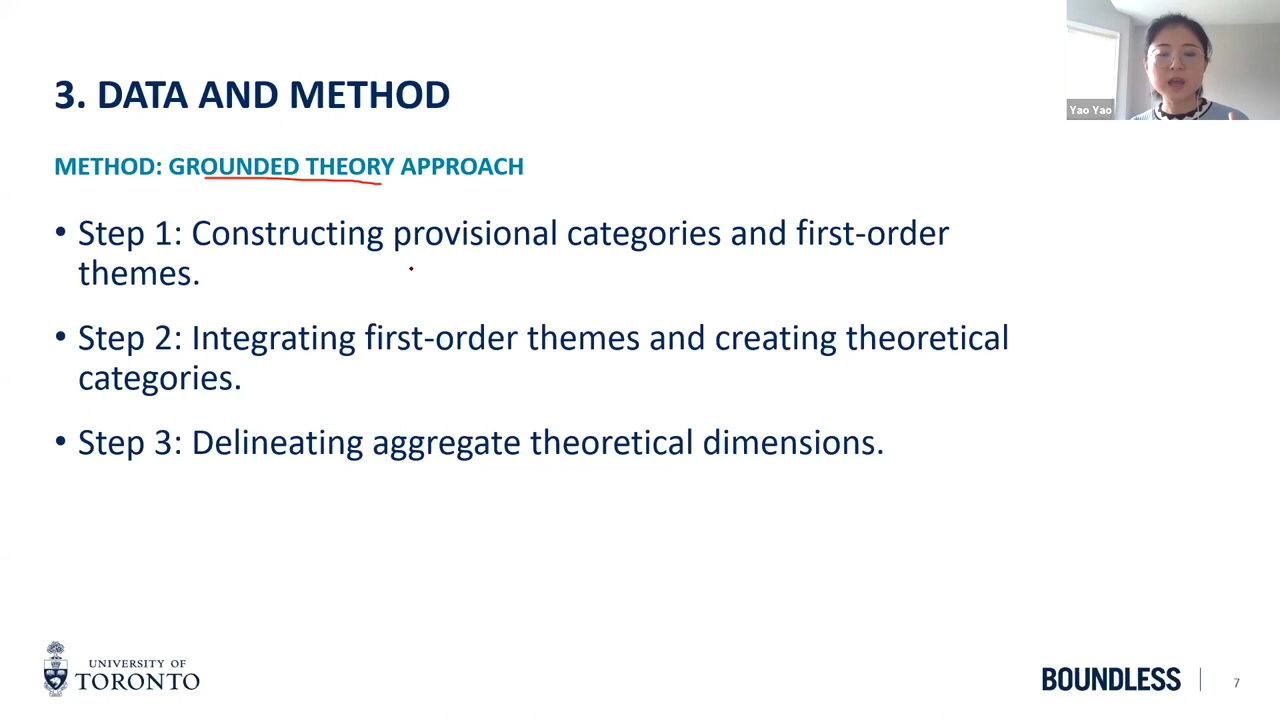 Yao Yao
3. DATA AND METHOD
METHOD: GROUNDED THEORY APPROACH
• Step 1: Constructing provisional categories and first-order
themes.
• Step 2: Integrating first-order themes and creating theoretical
categories.
• Step 3: Delineating aggregate theoretical dimensions.
UNIVERSITY OF
TORONTO
BOUNDLESS
7